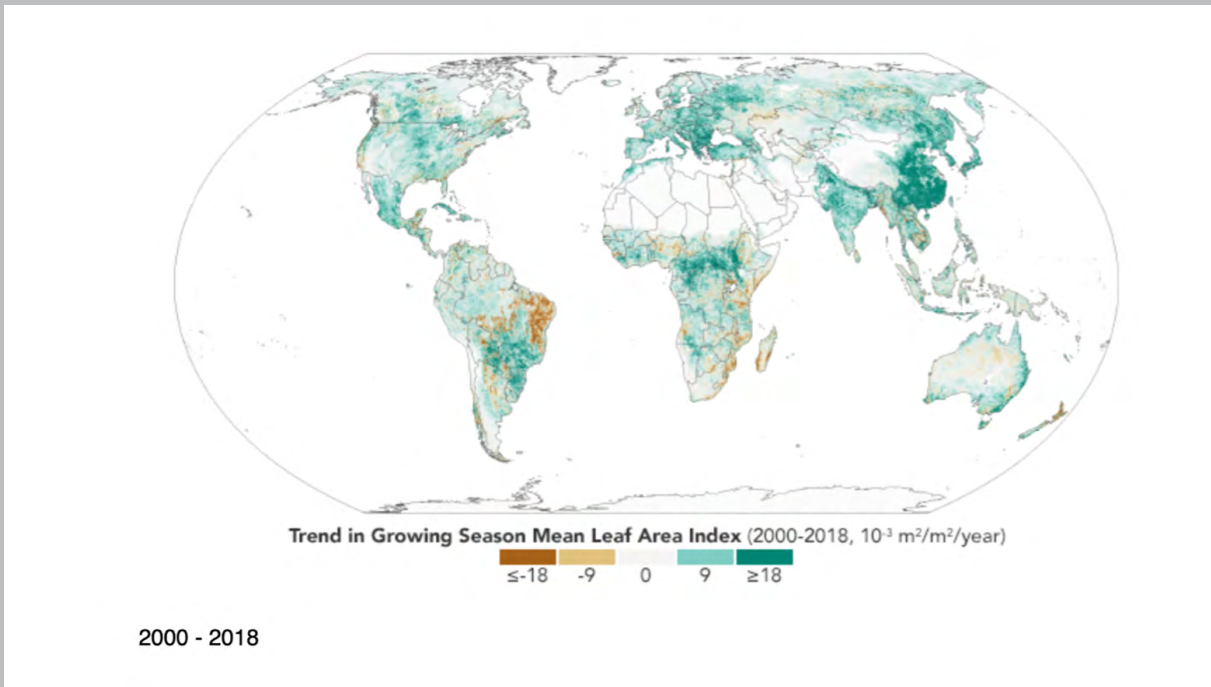 Trend in Growing Season Mean Leaf Area Index (2000-2018, 10⁻³ m²/m²/year)
≤-18 -9 0 9 ≥18
2000 - 2018